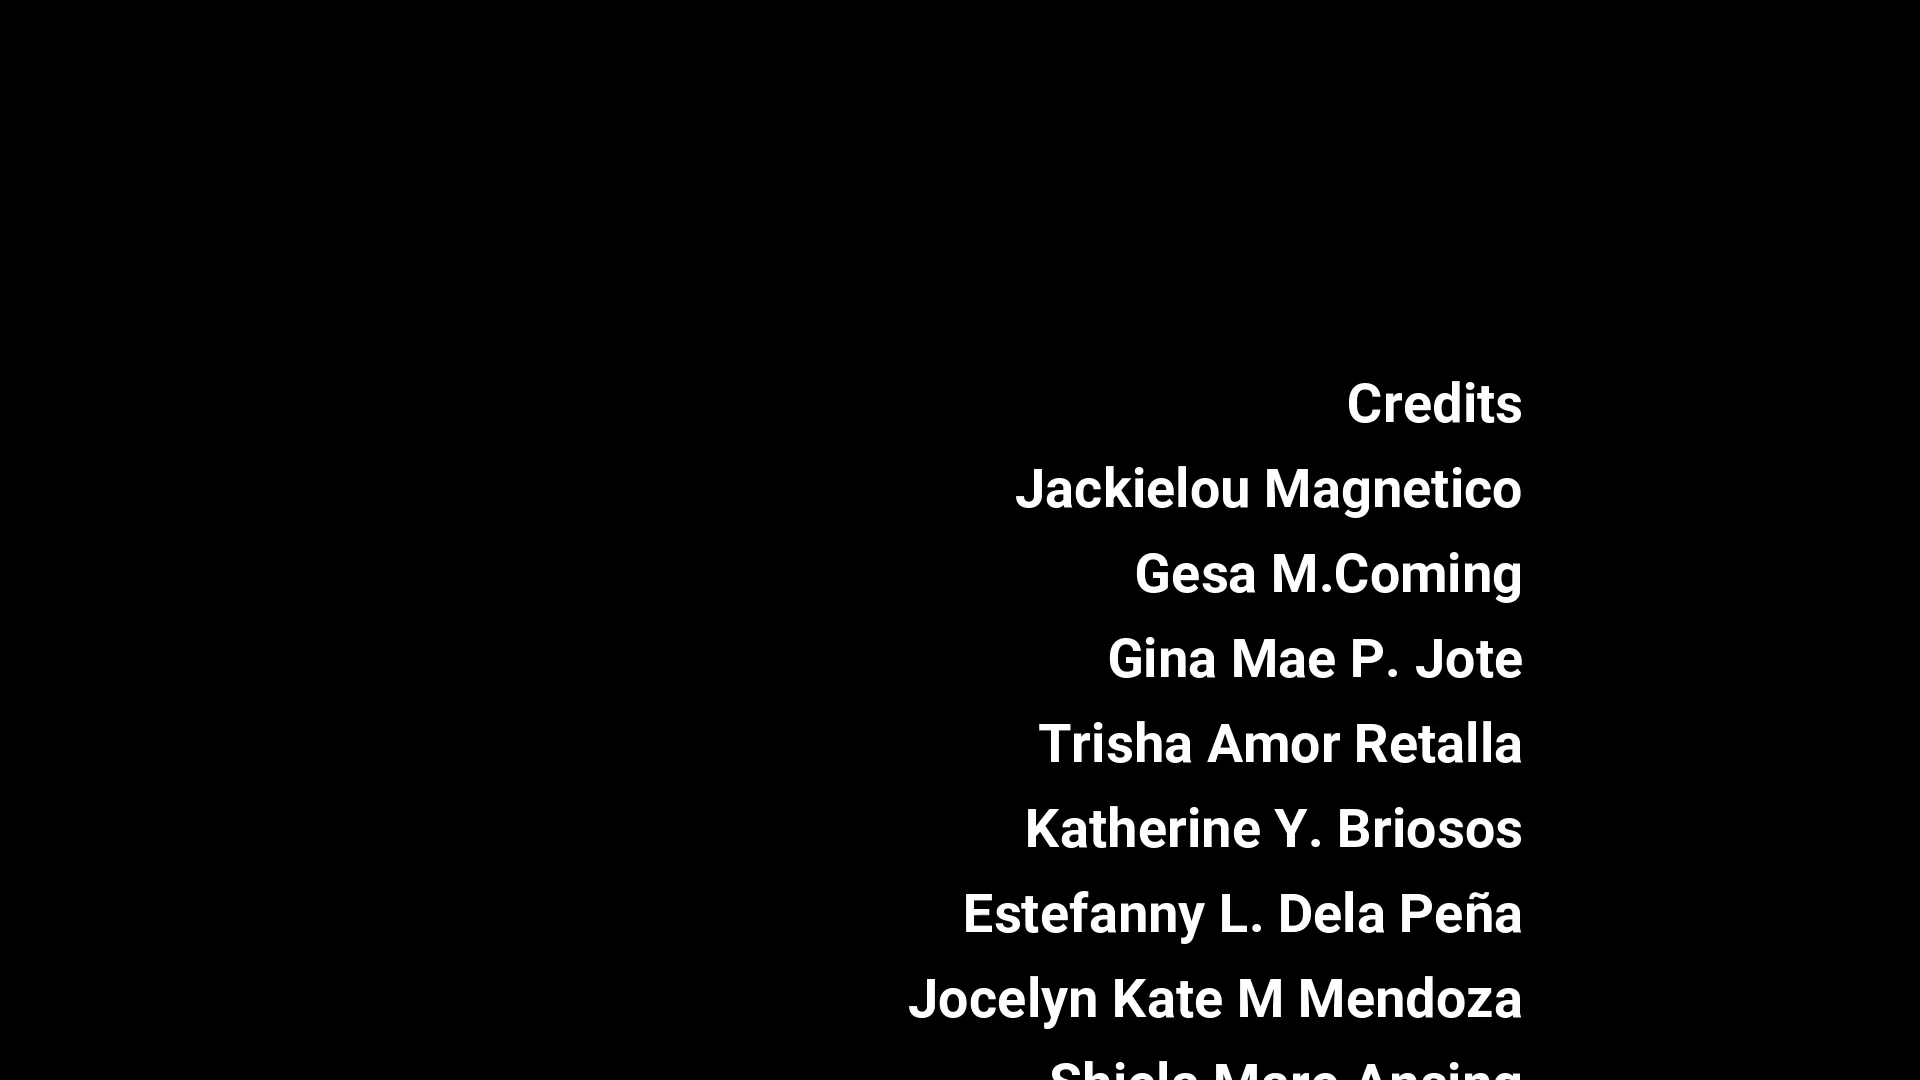 Credits
Jackielou Magnetico
Gesa M.Coming
Gina Mae P. Jote
Trisha Amor Retalla
Katherine Y. Briosos
Estefanny L. Dela Peña
Jocelyn Kate M Mendoza